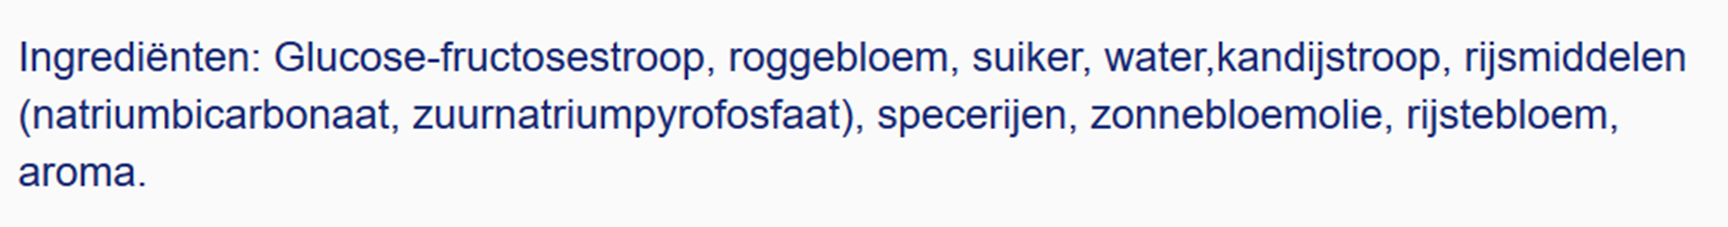 Ingrediënten: Glucose-fructosestroop, roggebloem, suiker, water,kandijstroop, rijsmiddelen
(natriumbicarbonaat, zuurnatriumpyrofosfaat), specerijen, zonnebloemolie, rijstebloem,
aroma.